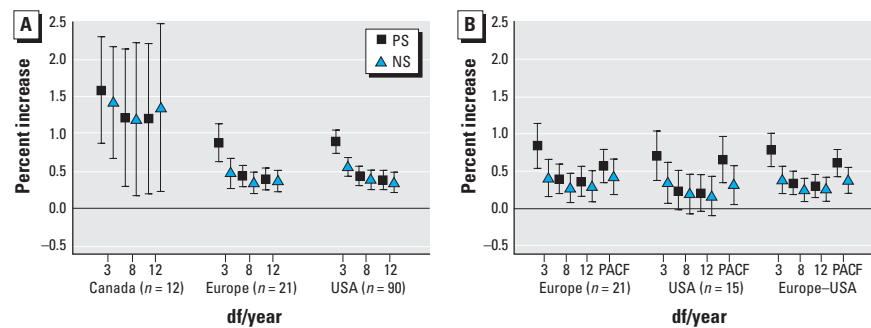 A
B
PS
NS
Percent increase
2.5
2.0
1.5
1.0
0.5
0.0
–0.5
3 8 12 3 8 12 3 8 12
Canada (n = 12) Europe (n = 21) USA (n = 90)
df/year
Percent increase
2.5
2.0
1.5
1.0
0.5
0.0
–0.5
3 8 12 PACF 3 8 12 PACF 3 8 12 PACF
Europe (n = 21) USA (n = 15) Europe–USA
df/year